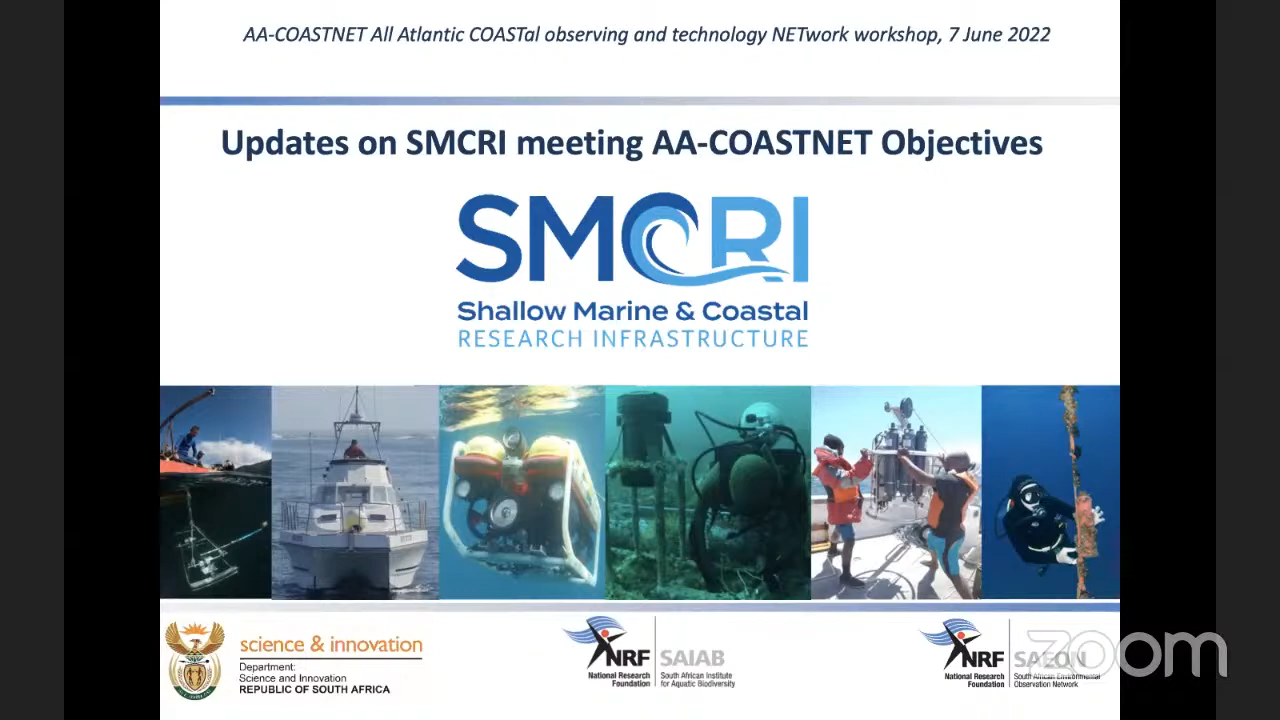 AA-COASTNET All Atlantic COASTal observing and technology NETwork workshop, 7 June 2022
Updates on SMCRI meeting AA-COASTNET Objectives
SMCRI
Shallow Marine & Coastal
RESEARCH INFRASTRUCTURE
science & innovation
Department:
Science and Innovation
REPUBLIC OF SOUTH AFRICA
NRF
National Research
Foundation
SAIAB
South African Institute
for Aquatic Biodiversity
NRF
National Research
Foundation
SAEON
South African Environmental
Observation Network
zoom